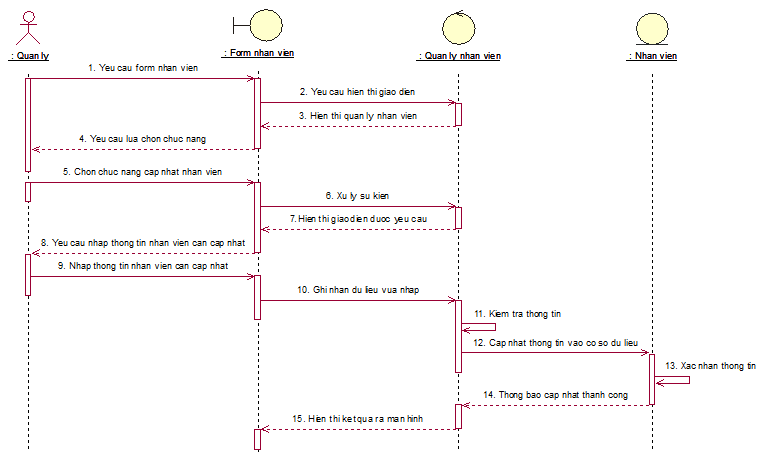 : Quan ly
: Form nhan vien
: Quan ly nhan vien
: Nhan vien
1. Yeu cau form nhan vien
2. Yeu cau hien thi giao dien
3. Hien thi quan ly nhan vien
4. Yeu cau lua chon chuc nang
5. Chon chuc nang cap nhat nhan vien
6. Xu ly su kien
7. Hien thi giao dien duoc yeu cau
8. Yeu cau nhap thong tin nhan vien can cap nhat
9. Nhap thong tin nhan vien can cap nhat
10. Ghi nhan du lieu vua nhap
11. Kiem tra thong tin
12. Cap nhat thong tin vao co so du lieu
13. Xac nhan thong tin
14. Thong bao cap nhat thanh cong
15. Hien thi ket qua ra man hinh